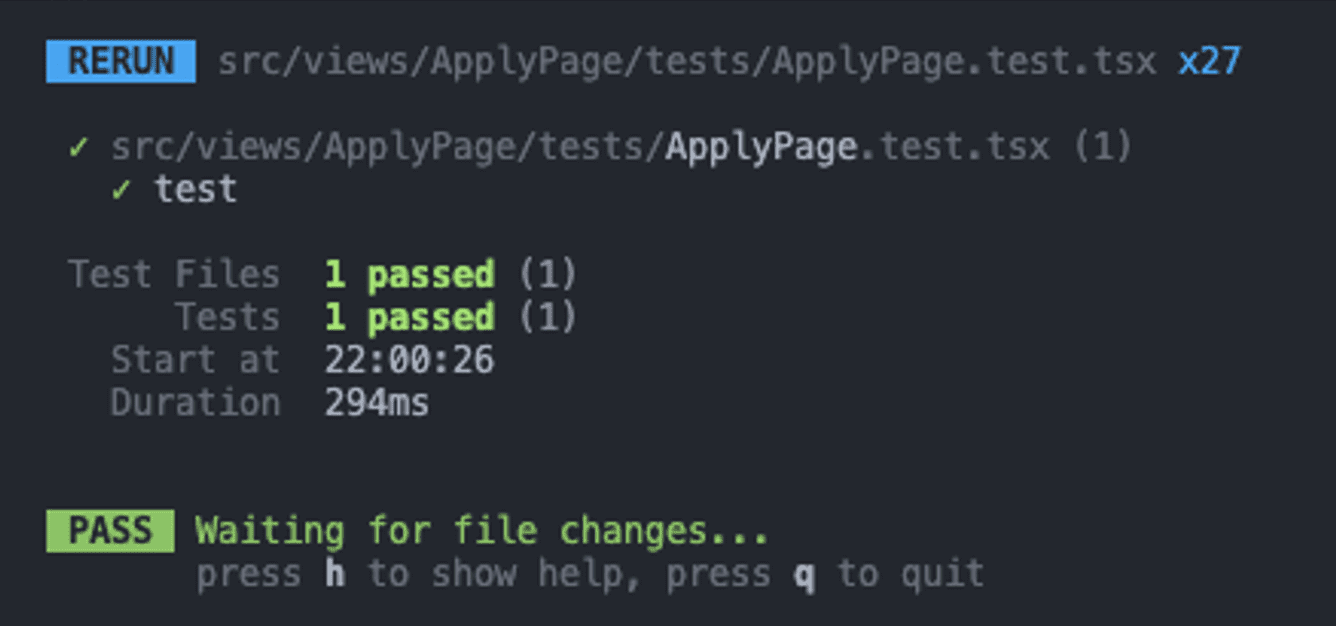 RERUN src/views/ApplyPage/tests/ApplyPage.test.tsx x27
✓ src/views/ApplyPage/tests/ApplyPage.test.tsx (1)
✓ test
Test Files 1 passed (1)
Tests 1 passed (1)
Start at 22:00:26
Duration 294ms
PASS Waiting for file changes...
press h to show help, press q to quit